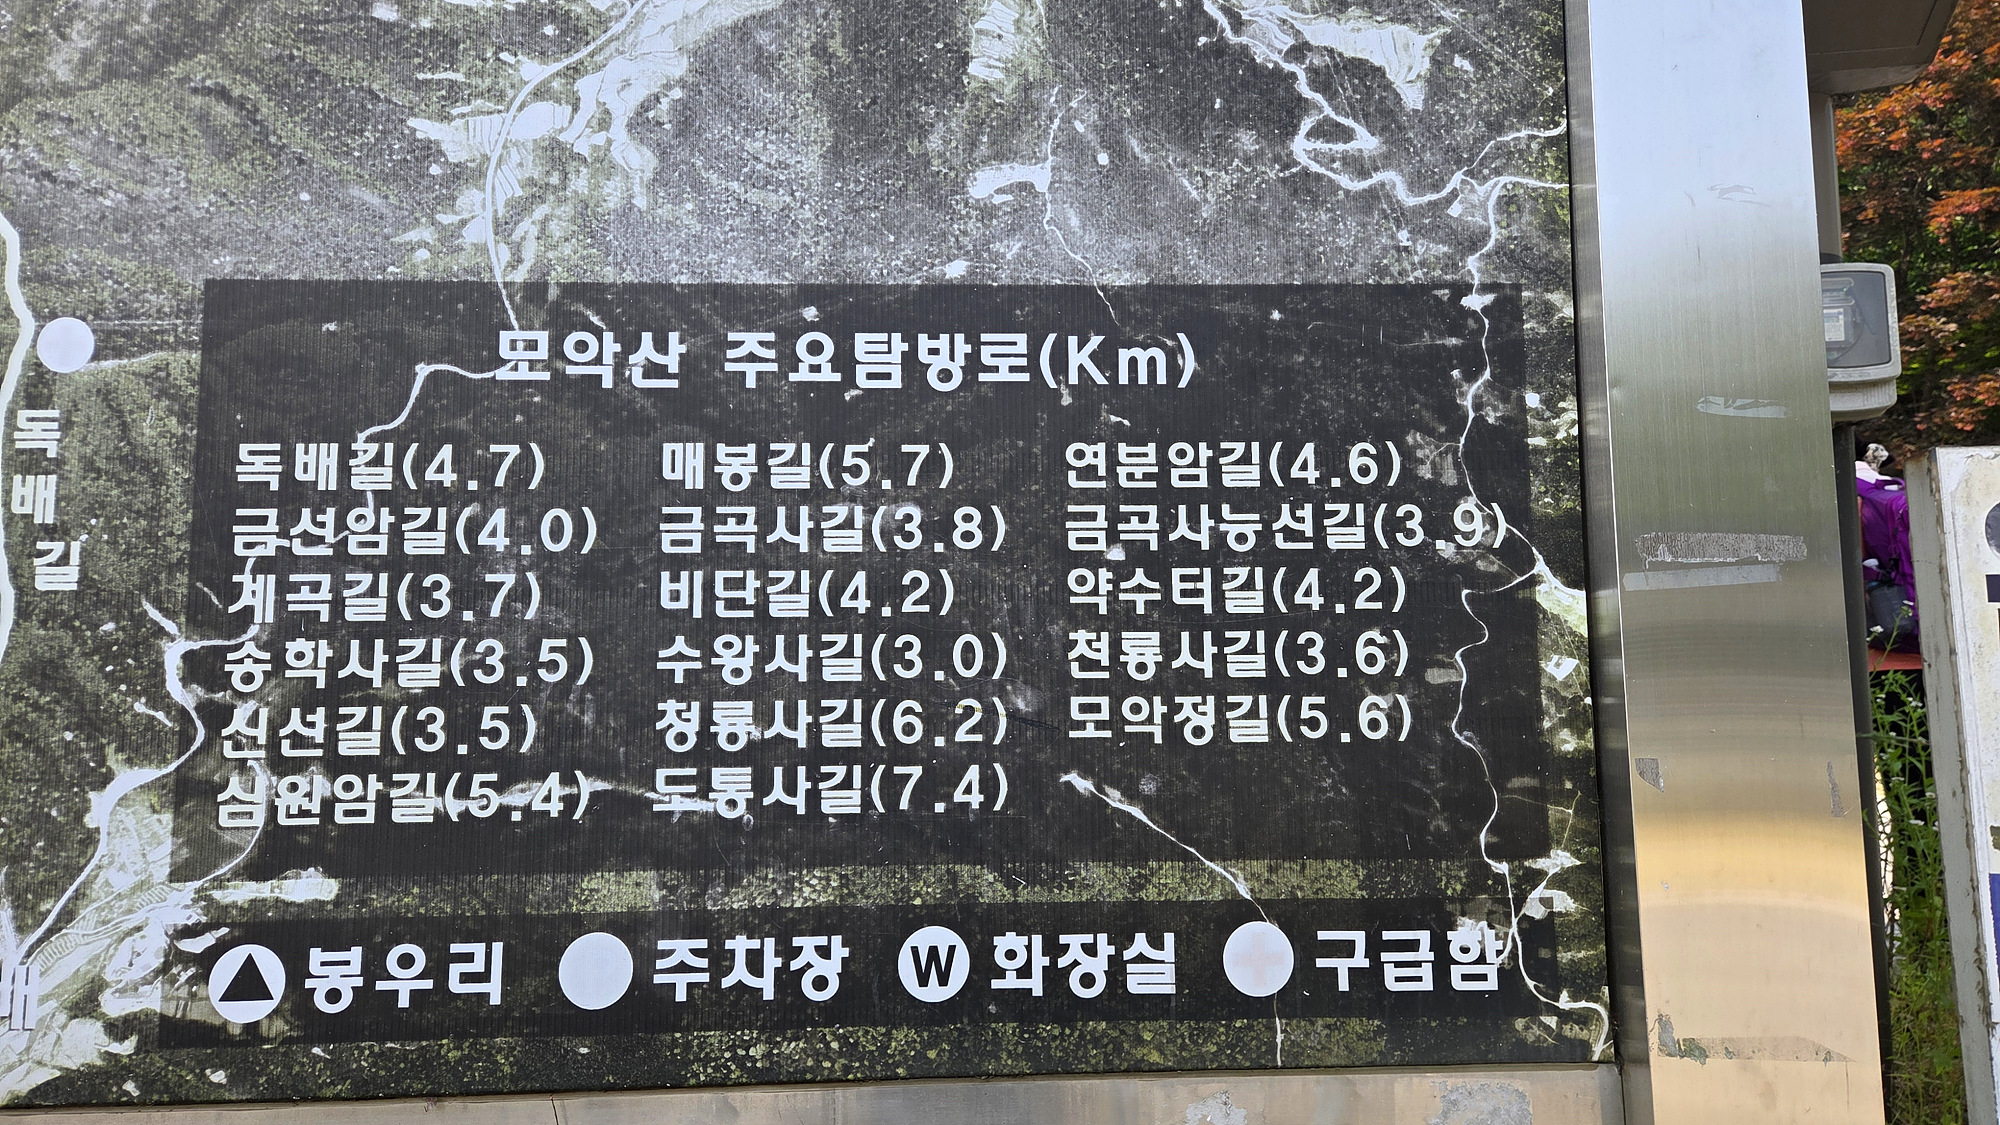 모악산 주요탐방로(Km)
독배길(4.7) 매봉길(5.7) 연분암길(4.6)
금선암길(4.0) 금곡사길(3.8) 금곡사능선길(3.9)
계곡길(3.7) 비단길(4.2) 약수터길(4.2)
송학사길(3.5) 수왕사길(3.0) 천룡사길(3.6)
신선길(3.5) 청룡사길(6.2) 모악정길(5.6)
심원암길(5.4) 도통사길(7.4)
봉우리 주차장 W 화장실 구급함
독배길
배